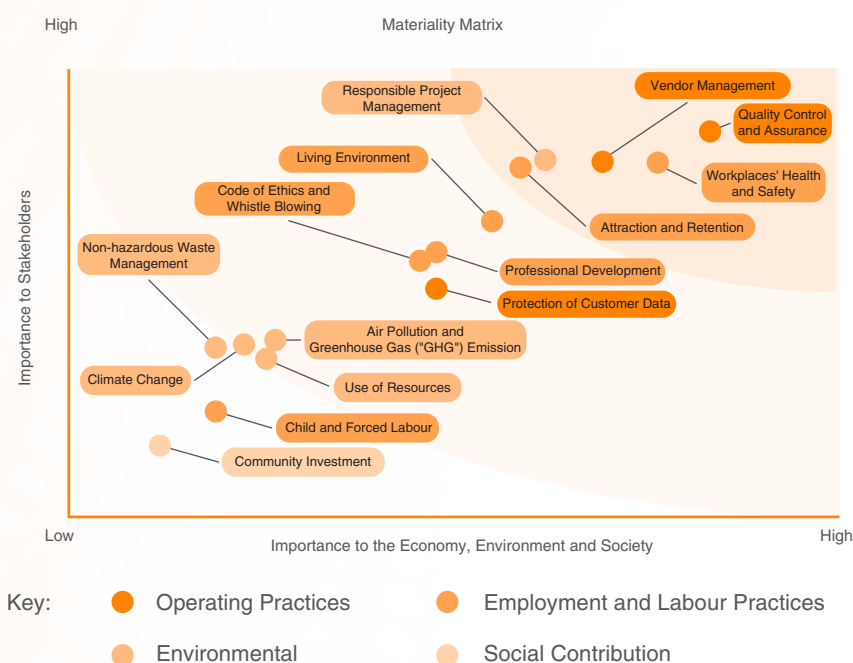 High
Materiality Matrix
Importance to Stakeholders
Responsible Project
Management
Vendor Management
Quality Control
and Assurance
Living Environment
Workplaces' Health
and Safety
Code of Ethics and
Whistle Blowing
Attraction and Retention
Non-hazardous Waste
Management
Professional Development
Protection of Customer Data
Air Pollution and
Greenhouse Gas ("GHG") Emission
Climate Change
Use of Resources
Child and Forced Labour
Community Investment
Low
Importance to the Economy, Environment and Society
High
Key:
Operating Practices
Employment and Labour Practices
Environmental
Social Contribution